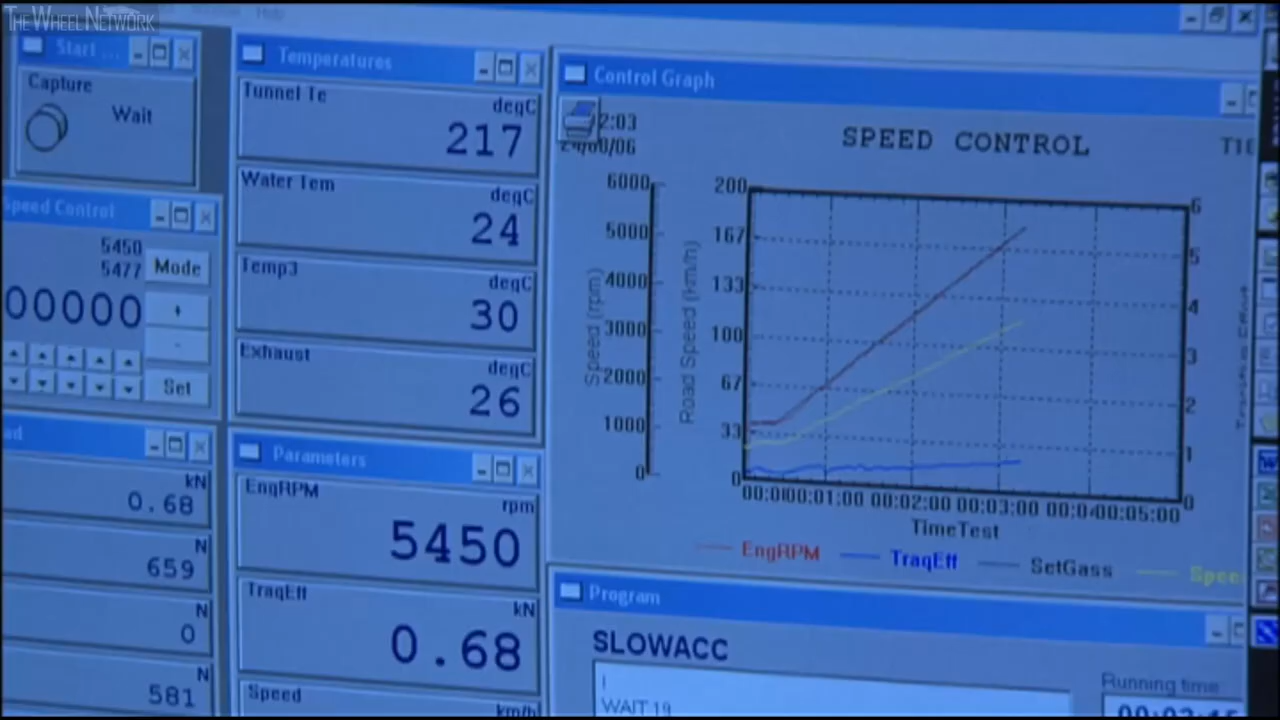 THE WHEEL NETWORK
Start ...
Capture
Wait
Speed Control
5450
5477
Mode
00000
+
-
Set
ad
kN
0.68
N
659
N
0
N
581
Temperatures
Tunnel Te
degC
217
Water Tem
degC
24
Temp3
degC
30
Exhaust
degC
26
Parameters
EngRPM
rpm
5450
TraqEff
kN
0.68
Speed
km/h
Control Graph
2:03
/06
SPEED CONTROL
6000
5000
4000
3000
2000
1000
0
Speed (rpm)
200
167
133
100
67
33
0
Road Speed (km/h)
6
5
4
3
2
1
0
00:01:00 00:02:00 00:03:00 00:04 00:05:00
TimeTest
EngRPM TraqEff SetGass Spee
Program
SLOWACC
WAIT 19
Running time